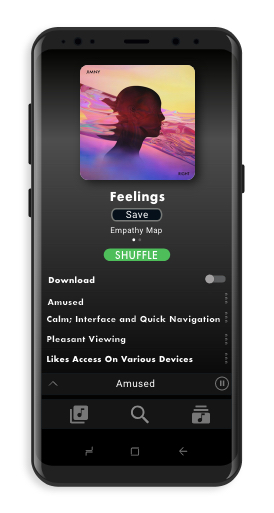 Feelings
Save
Empathy Map
SHUFFLE
Download
Amused
Calm; Interface and Quick Navigation
Pleasant Viewing
Likes Access On Various Devices
Amused